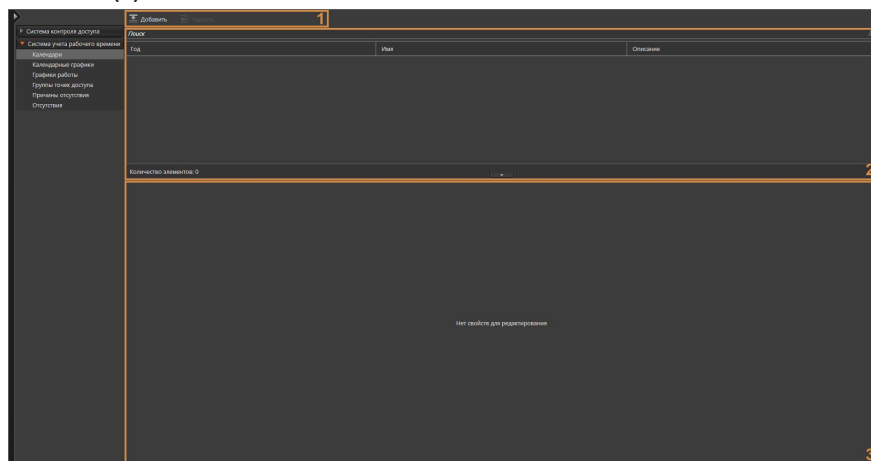 Добавить
Удалить
1
Система контроля доступа
Система учета рабочего времени
Календари
Календарные графики
Графики работы
Группы точек доступа
Причины отсутствия
Отсутствия
Поиск
Год Имя Описание
Количество элементов: 0
2
Нет свойств для редактирования
3